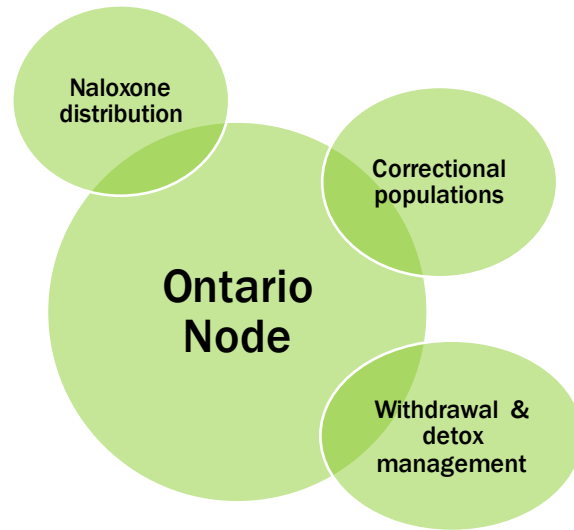 Naloxone
distribution
Correctional
populations
Ontario
Node
Withdrawal & 
detox
management